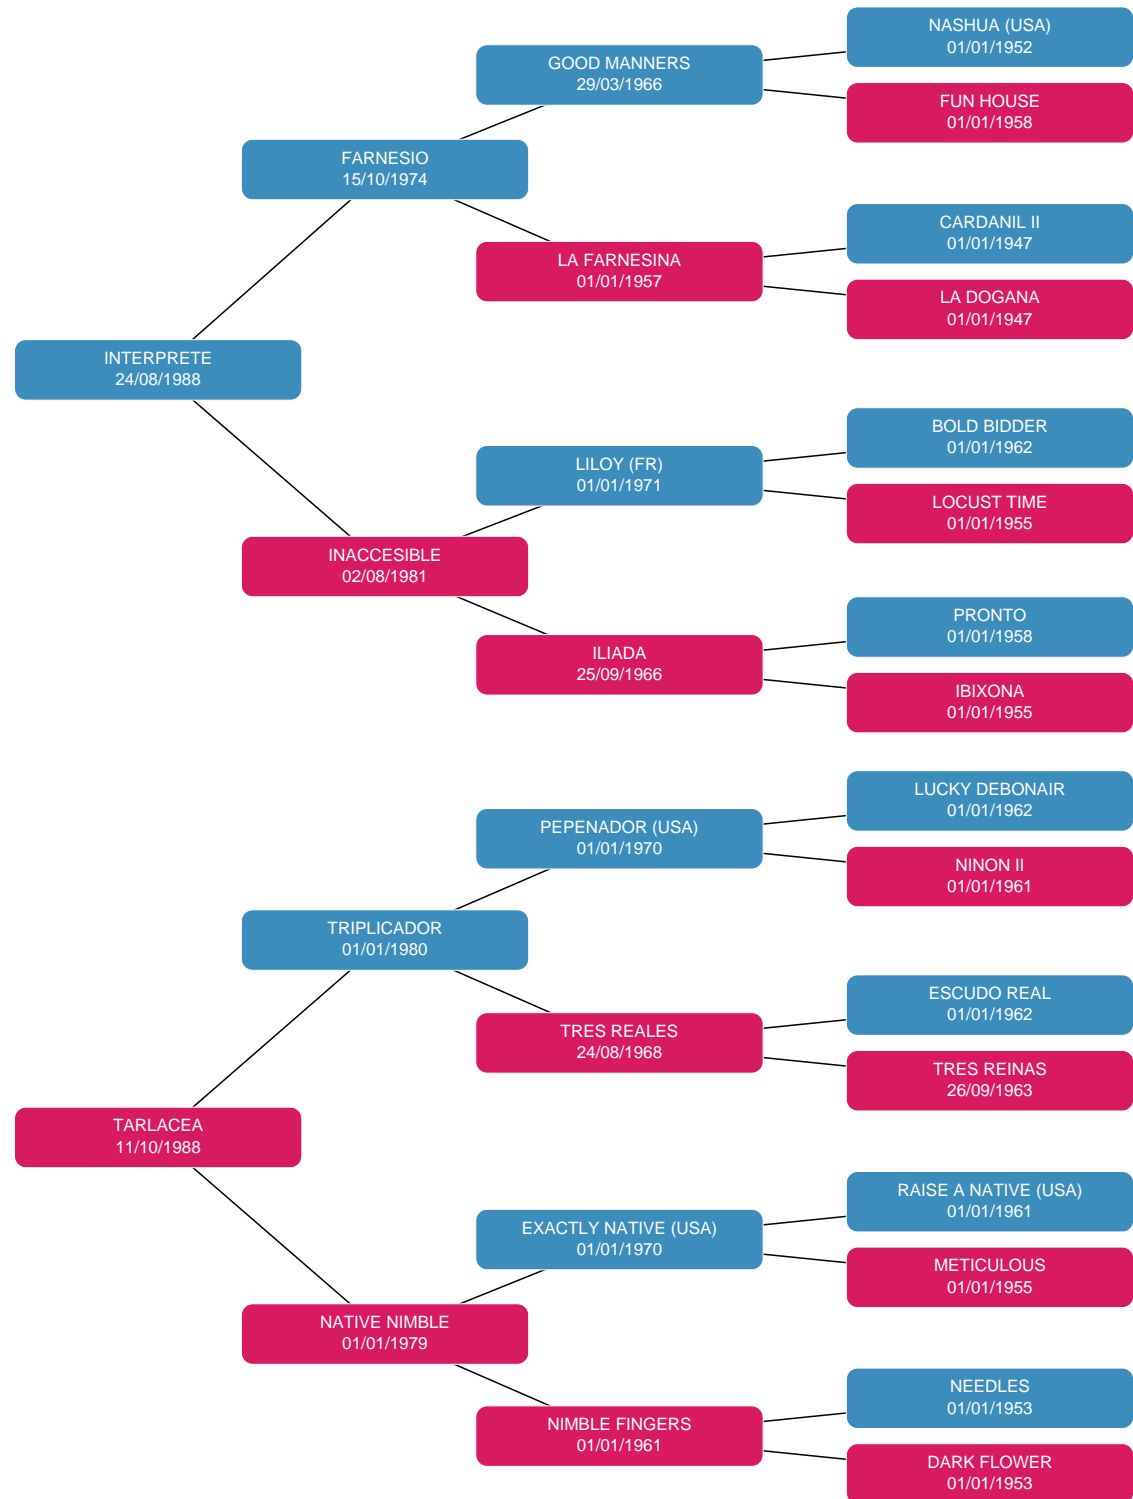 NASHUA (USA)
01/01/1952
GOOD MANNERS
29/03/1966
FUN HOUSE
01/01/1958
FARNESIO
15/10/1974
CARDANIL II
01/01/1947
LA FARNESINA
01/01/1957
LA DOGANA
01/01/1947
INTERPRETE
24/08/1988
BOLD BIDDER
01/01/1962
LILOY (FR)
01/01/1971
LOCUST TIME
01/01/1955
INACCESIBLE
02/08/1981
PRONTO
01/01/1958
ILIADA
25/09/1966
IBIXONA
01/01/1955
LUCKY DEBONAIR
01/01/1962
PEPENADOR (USA)
01/01/1970
NINON II
01/01/1961
TRIPLICADOR
01/01/1980
ESCUDO REAL
01/01/1962
TRES REALES
24/08/1968
TRES REINAS
26/09/1963
TARLACEA
11/10/1988
RAISE A NATIVE (USA)
01/01/1961
EXACTLY NATIVE (USA)
01/01/1970
METICULOUS
01/01/1955
NATIVE NIMBLE
01/01/1979
NEEDLES
01/01/1953
NIMBLE FINGERS
01/01/1961
DARK FLOWER
01/01/1953